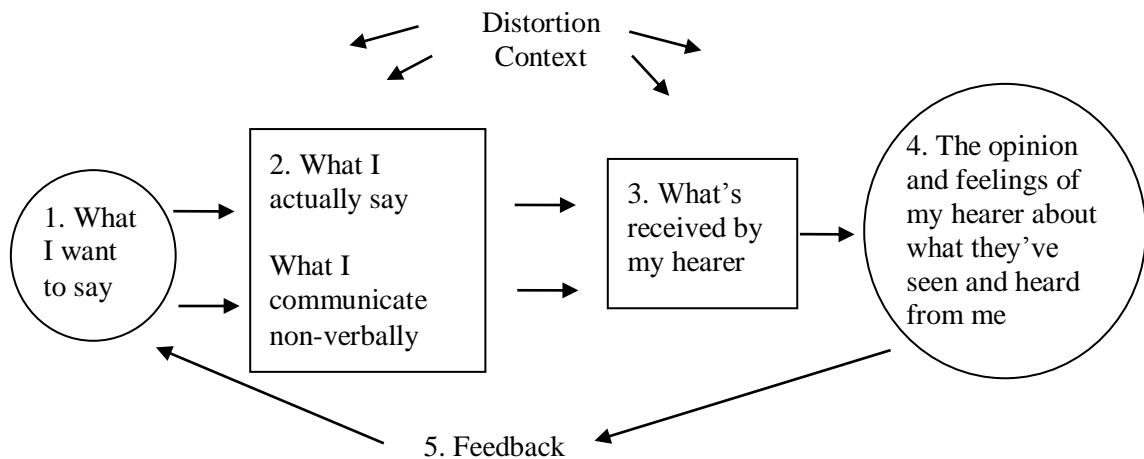 Distortion
Context
1. What
I want
to say
2. What I
actually say
What I
communicate
non-verbally
3. What’s
received by
my hearer
4. The opinion
and feelings of
my hearer about
what they’ve
seen and heard
from me
5. Feedback